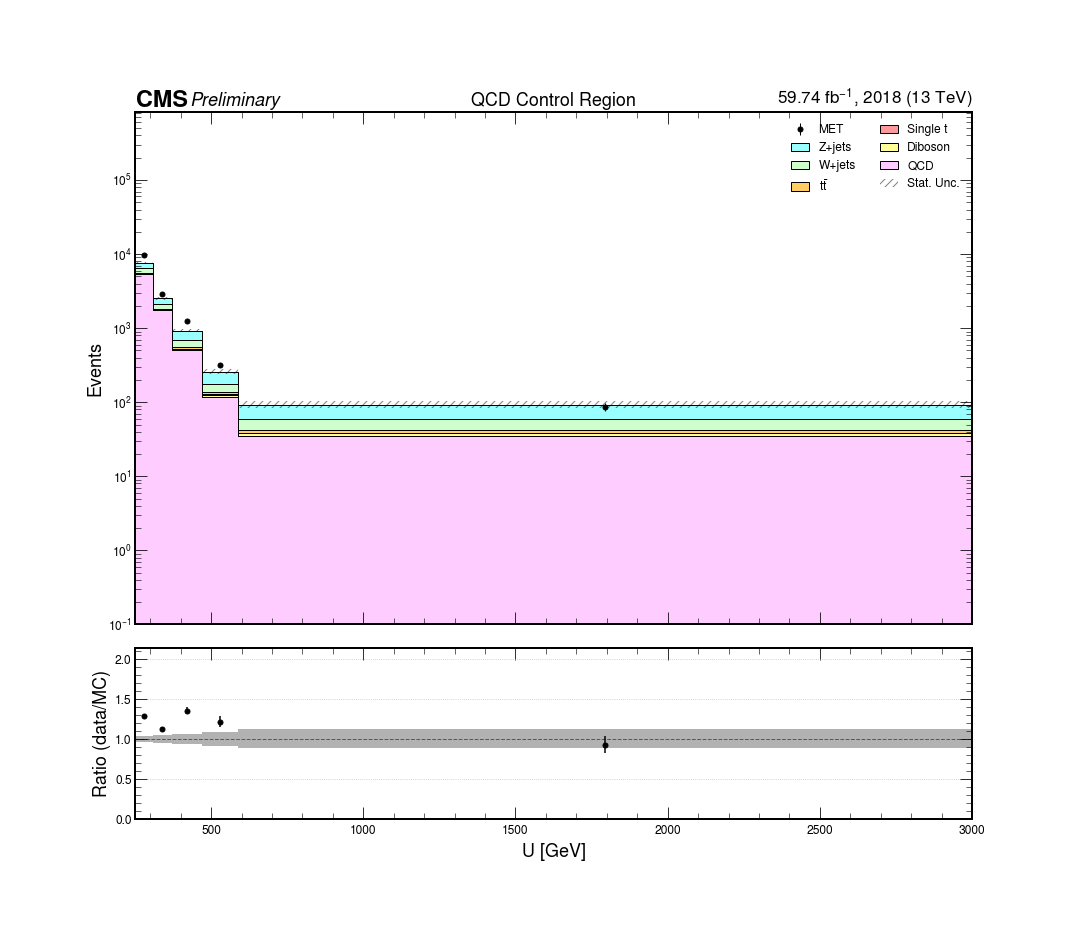 CMS Preliminary QCD Control Region 59.74 fb⁻¹, 2018 (13 TeV)
MET Single t
Z+jets Diboson
W+jets QCD
tt̄ Stat. Unc.
Events
10⁵
10⁴
10³
10²
10¹
10⁰
10⁻¹
Ratio (data/MC)
2.0
1.5
1.0
0.5
0.0
500 1000 1500 2000 2500 3000
U [GeV]